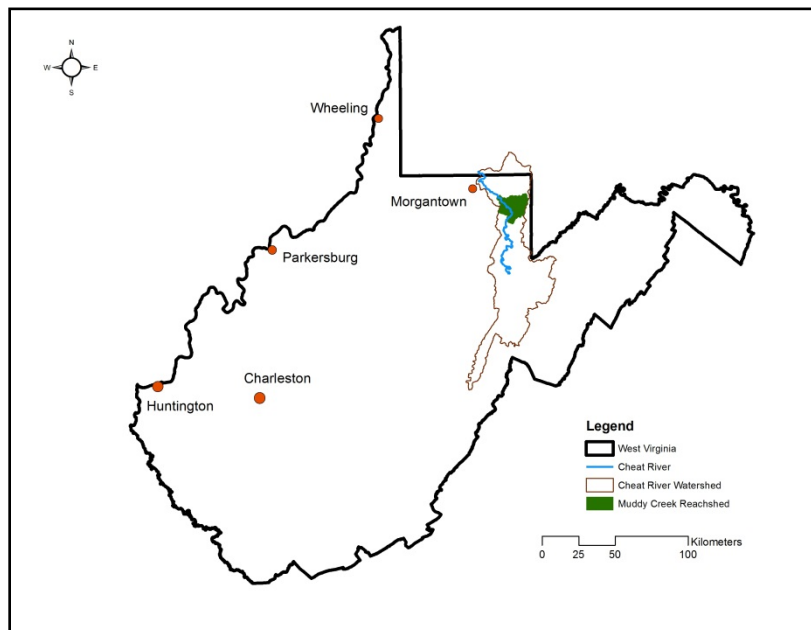 N
W E
S
Wheeling
Morgantown
Parkersburg
Charleston
Huntington
Legend
West Virginia
Cheat River
Cheat River Watershed
Muddy Creek Reachshed
Kilometers
0 25 50 100